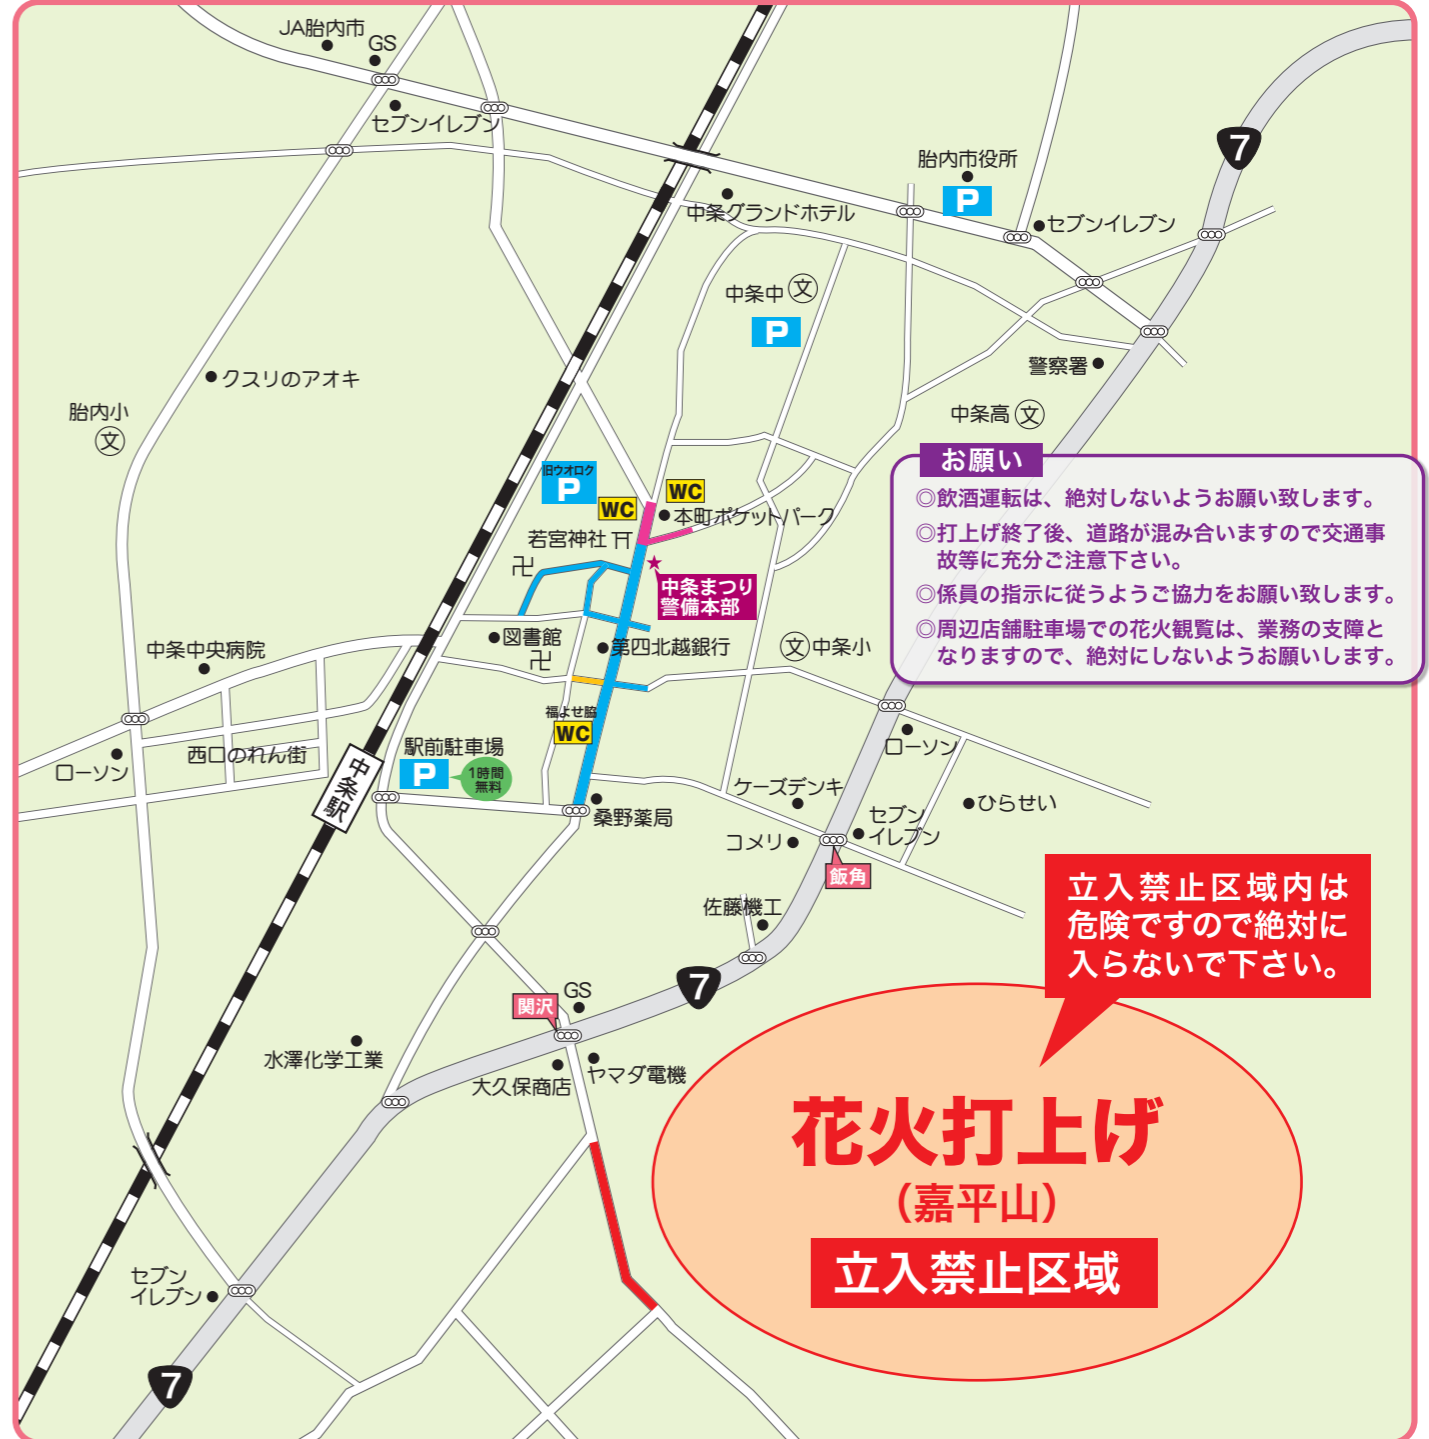 JA胎内市
GS
セブンイレブン
7
胎内市役所
P
中条グランドホテル
セブンイレブン
中条中
文
P
警察署
クスリのアオキ
胎内小
文
中条高
文
お願い
◎飲酒運転は、絶対しないようお願い致します。
◎打上げ終了後、道路が混み合いますので交通事
故等に充分ご注意下さい。
◎係員の指示に従うようご協力をお願い致します。
◎周辺店舗駐車場での花火観覧は、業務の支障と
なりますので、絶対にしないようお願いします。
旧ウオロク
P
WC
WC
本町ポケットパーク
若宮神社
卍
中条まつり
警備本部
図書館
卍
第四北越銀行
文
中条小
中条中央病院
福よせ脇
WC
ローソン
西口のれん街
駅前駐車場
P
1時間
無料
中条駅
ローソン
ケーズデンキ
ひらせい
桑野薬局
セブン
イレブン
コメリ
飯角
立入禁止区域内は
危険ですので絶対に
入らないで下さい。
佐藤機工
7
GS
関沢
水澤化学工業
大久保商店
ヤマダ電機
花火打上げ
（嘉平山）
立入禁止区域
セブン
イレブン
7